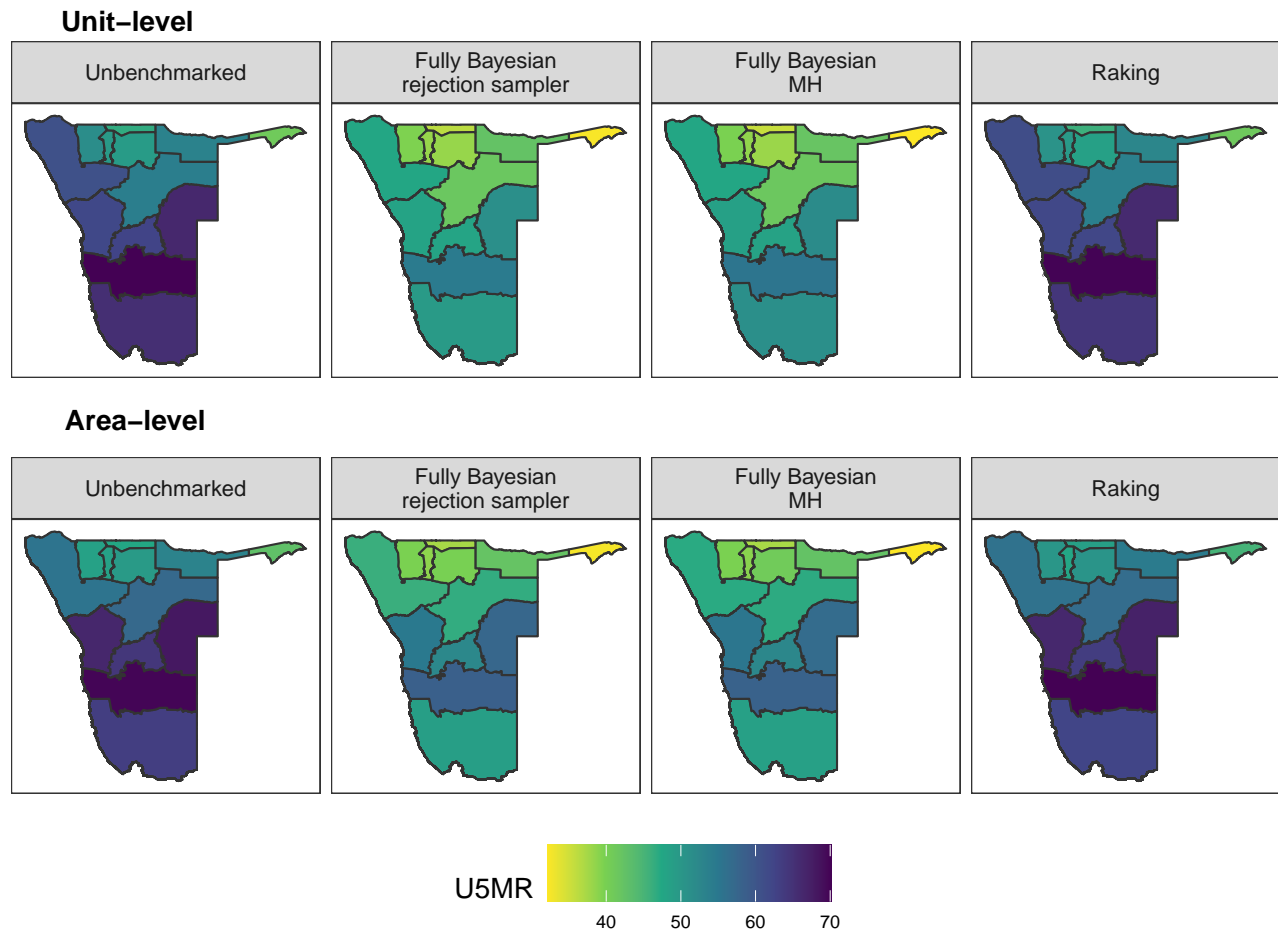 Unit−level
Unbenchmarked
Fully Bayesian
rejection sampler
Fully Bayesian
MH
Raking
Area−level
Unbenchmarked
Fully Bayesian
rejection sampler
Fully Bayesian
MH
Raking
U5MR
40 50 60 70